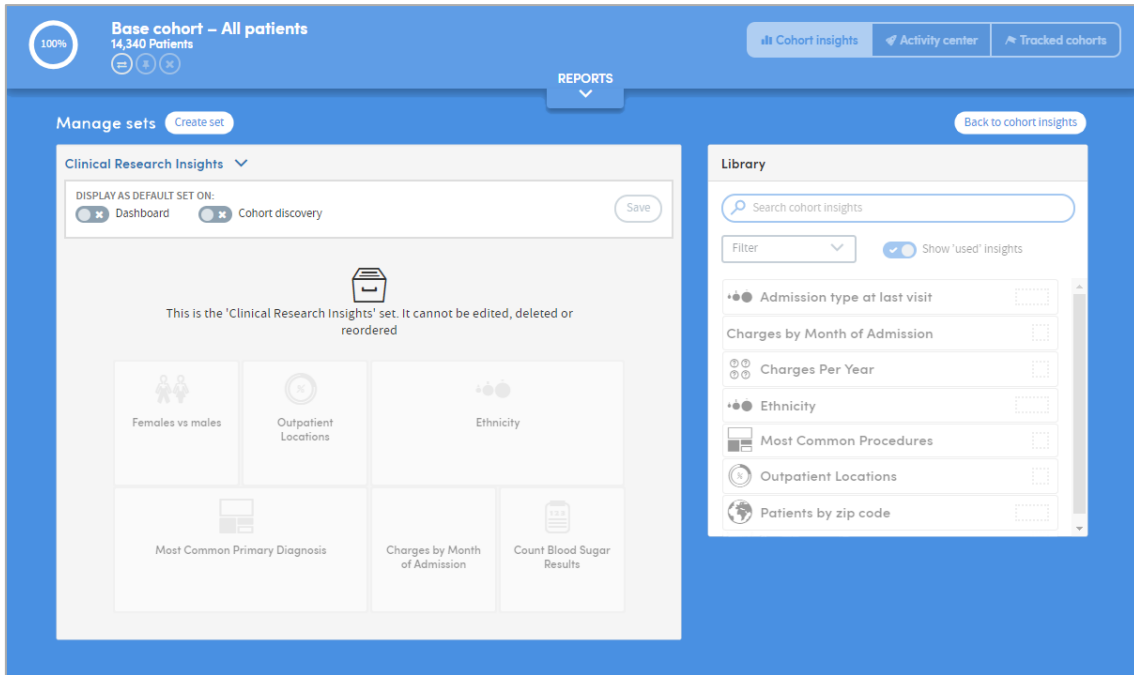 100%
Base cohort – All patients
14,340 Patients
Cohort insights
Activity center
Tracked cohorts
REPORTS
Manage sets
Create set
Back to cohort insights
Clinical Research Insights
DISPLAY AS DEFAULT SET ON:
Dashboard
Cohort discovery
Save
This is the 'Clinical Research Insights' set. It cannot be edited, deleted or
reordered
Females vs males
Outpatient
Locations
Ethnicity
Most Common Primary Diagnosis
Charges by Month
of Admission
Count Blood Sugar
Results
Library
Search cohort insights
Filter
Show 'used' insights
Admission type at last visit
Charges by Month of Admission
Charges Per Year
Ethnicity
Most Common Procedures
Outpatient Locations
Patients by zip code